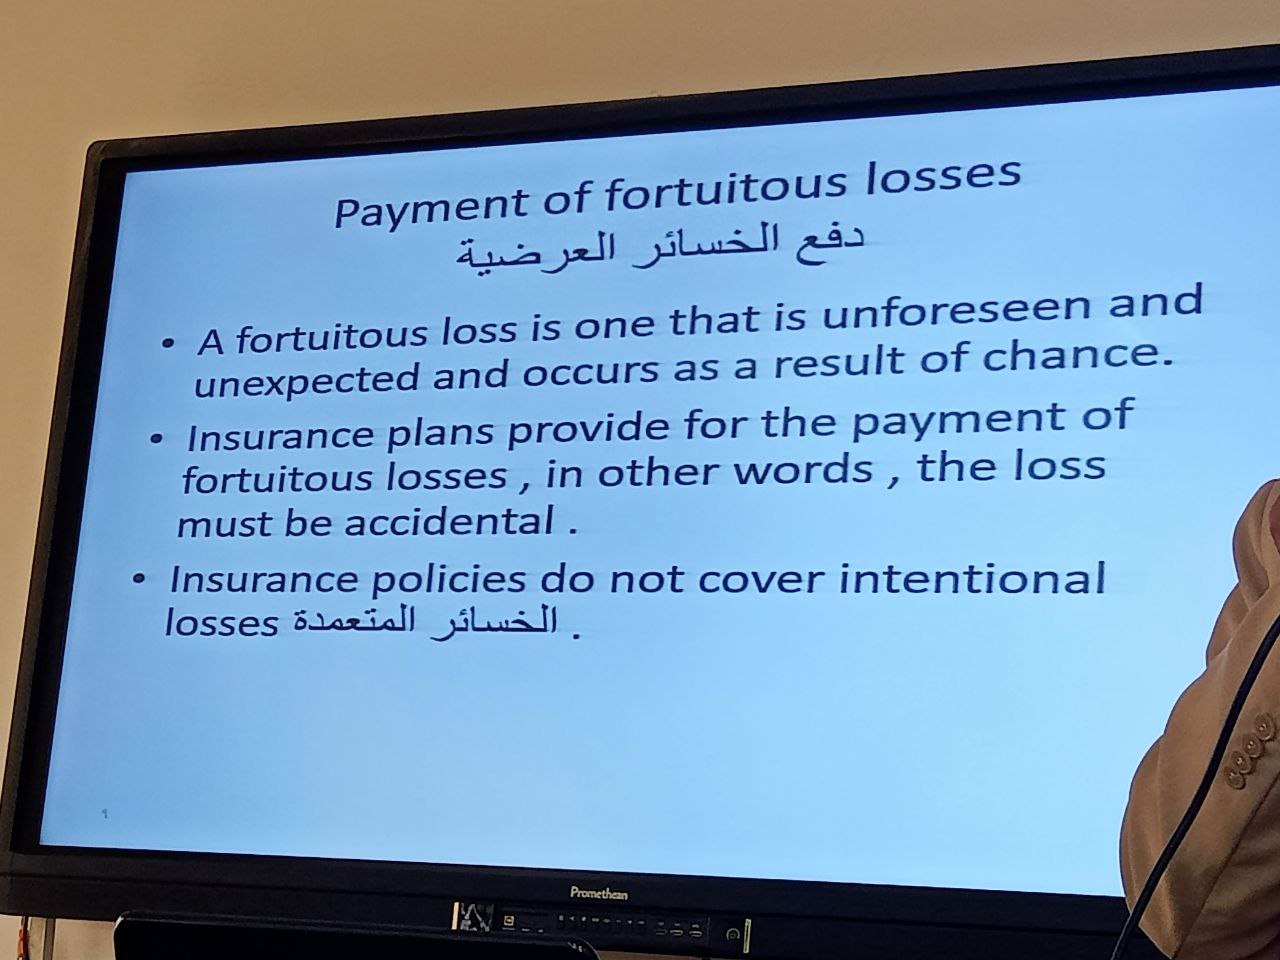 Payment of fortuitous losses
دفع الخسائر العرضية
• A fortuitous loss is one that is unforeseen and
unexpected and occurs as a result of chance.
• Insurance plans provide for the payment of
fortuitous losses , in other words , the loss
must be accidental .
• Insurance policies do not cover intentional
losses الخسائر المتعمدة .
٩
Promethean